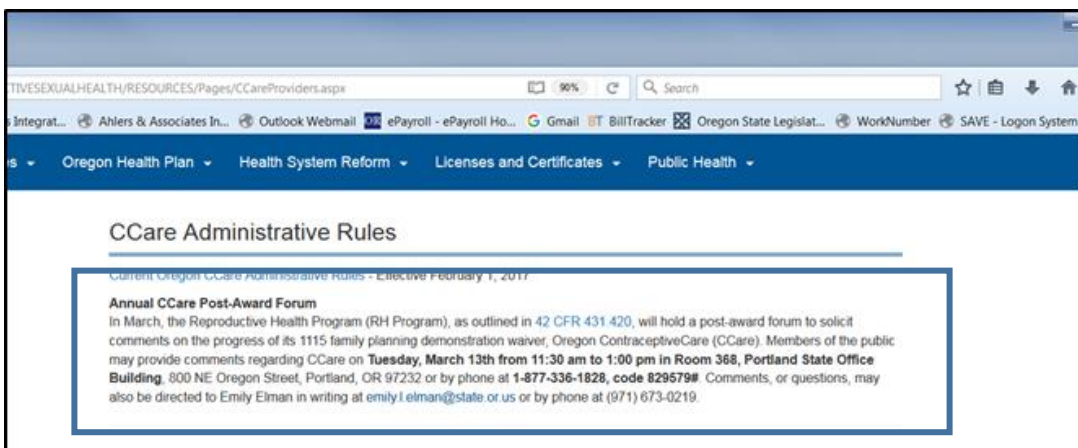 TIVESEXUALHEALTH/RESOURCES/Pages/CCareProviders.aspx 90% Search
s Integrat... Ahlers & Associates In... Outlook Webmail OR ePayroll - ePayroll Ho... G Gmail BT BillTracker Oregon State Legislat... WorkNumber SAVE - Logon System
s Oregon Health Plan Health System Reform Licenses and Certificates Public Health
CCare Administrative Rules
Current Oregon CCare Administrative Rules - Effective February 1, 2017
Annual CCare Post-Award Forum
In March, the Reproductive Health Program (RH Program), as outlined in 42 CFR 431.420, will hold a post-award forum to solicit
comments on the progress of its 1115 family planning demonstration waiver, Oregon ContraceptiveCare (CCare). Members of the public
may provide comments regarding CCare on Tuesday, March 13th from 11:30 am to 1:00 pm in Room 368, Portland State Office
Building, 800 NE Oregon Street, Portland, OR 97232 or by phone at 1-877-336-1828, code 829579#. Comments, or questions, may
also be directed to Emily Elman in writing at emily.l.elman@state.or.us or by phone at (971) 673-0219.